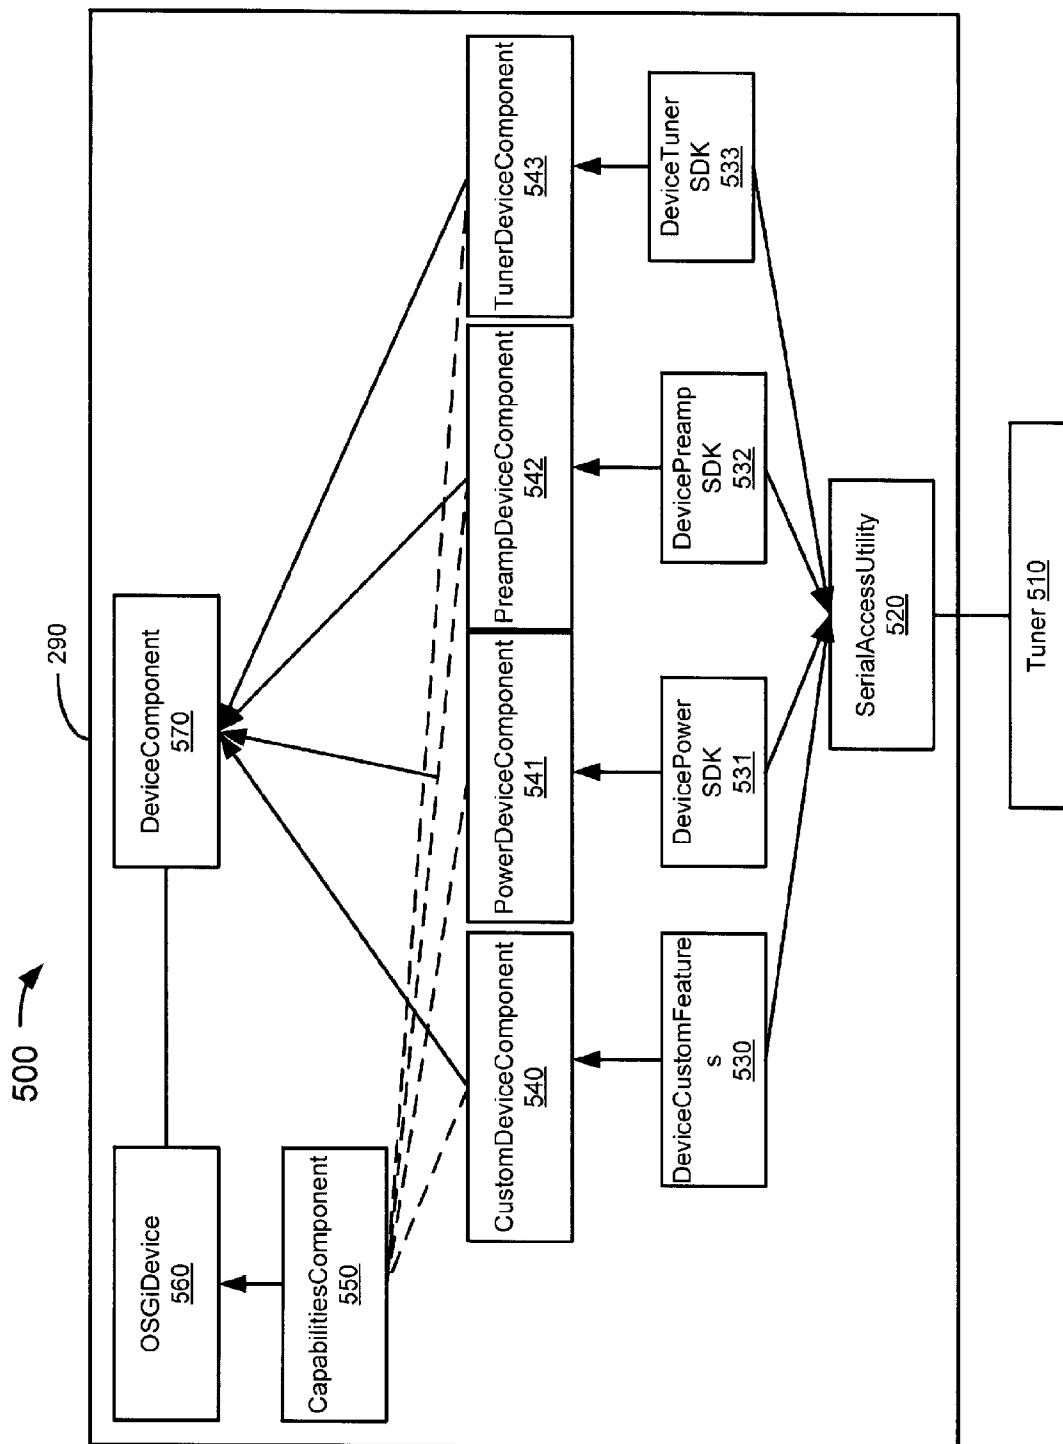 500
290
OSGiDevice
560
DeviceComponent
570
CapabilitiesComponent
550
CustomDeviceComponent
540
PowerDeviceComponent
541
PreampDeviceComponent
542
TunerDeviceComponent
543
DeviceCustomFeature
s
530
DevicePower
SDK
531
DevicePreamp
SDK
532
DeviceTuner
SDK
533
SerialAccessUtility
520
Tuner 510